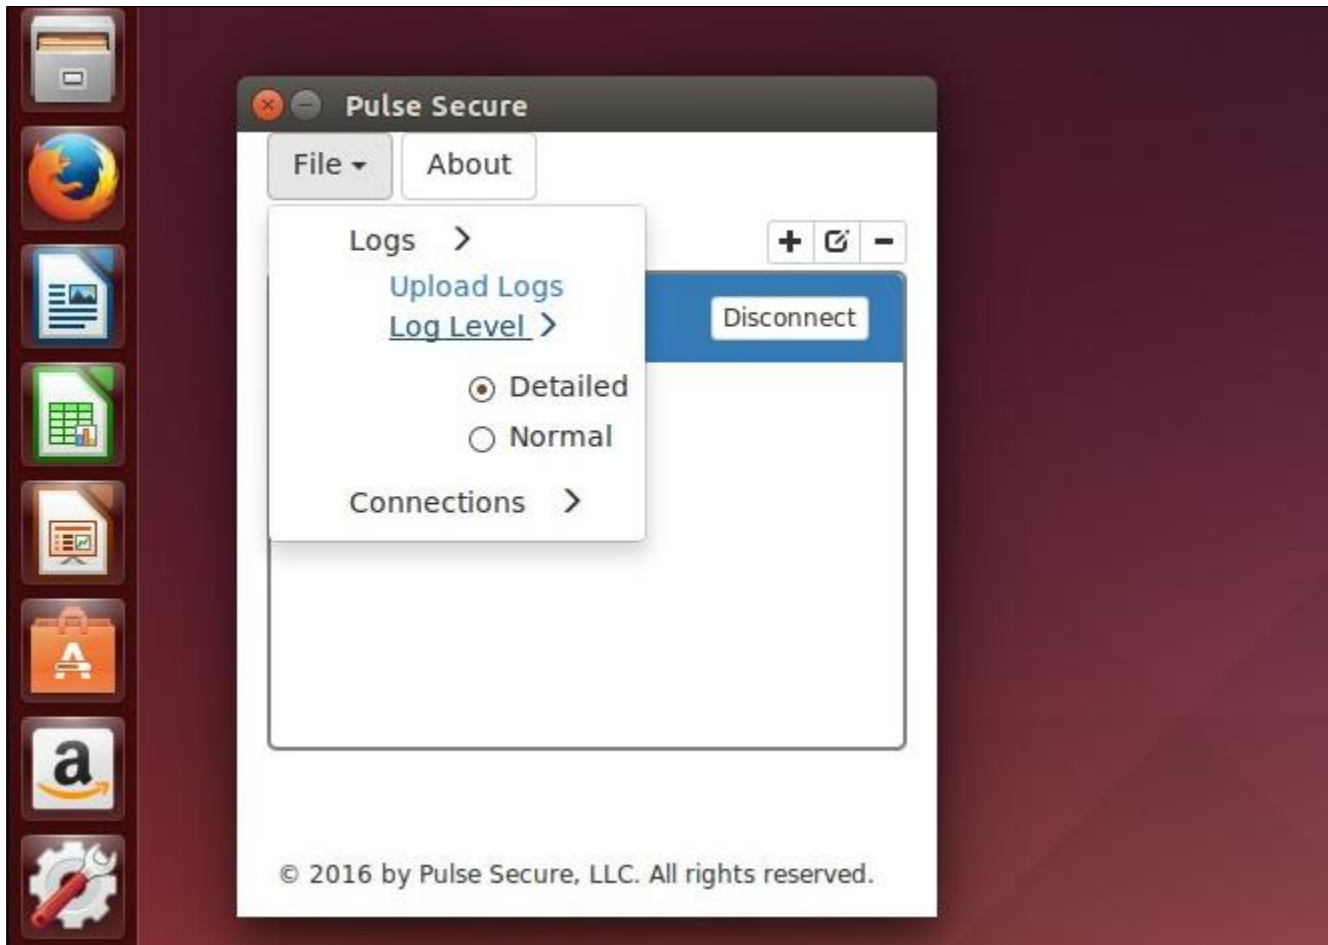 Pulse Secure
File About
Logs
Upload Logs
Log Level
Disconnect
Detailed
Normal
Connections
© 2016 by Pulse Secure, LLC. All rights reserved.